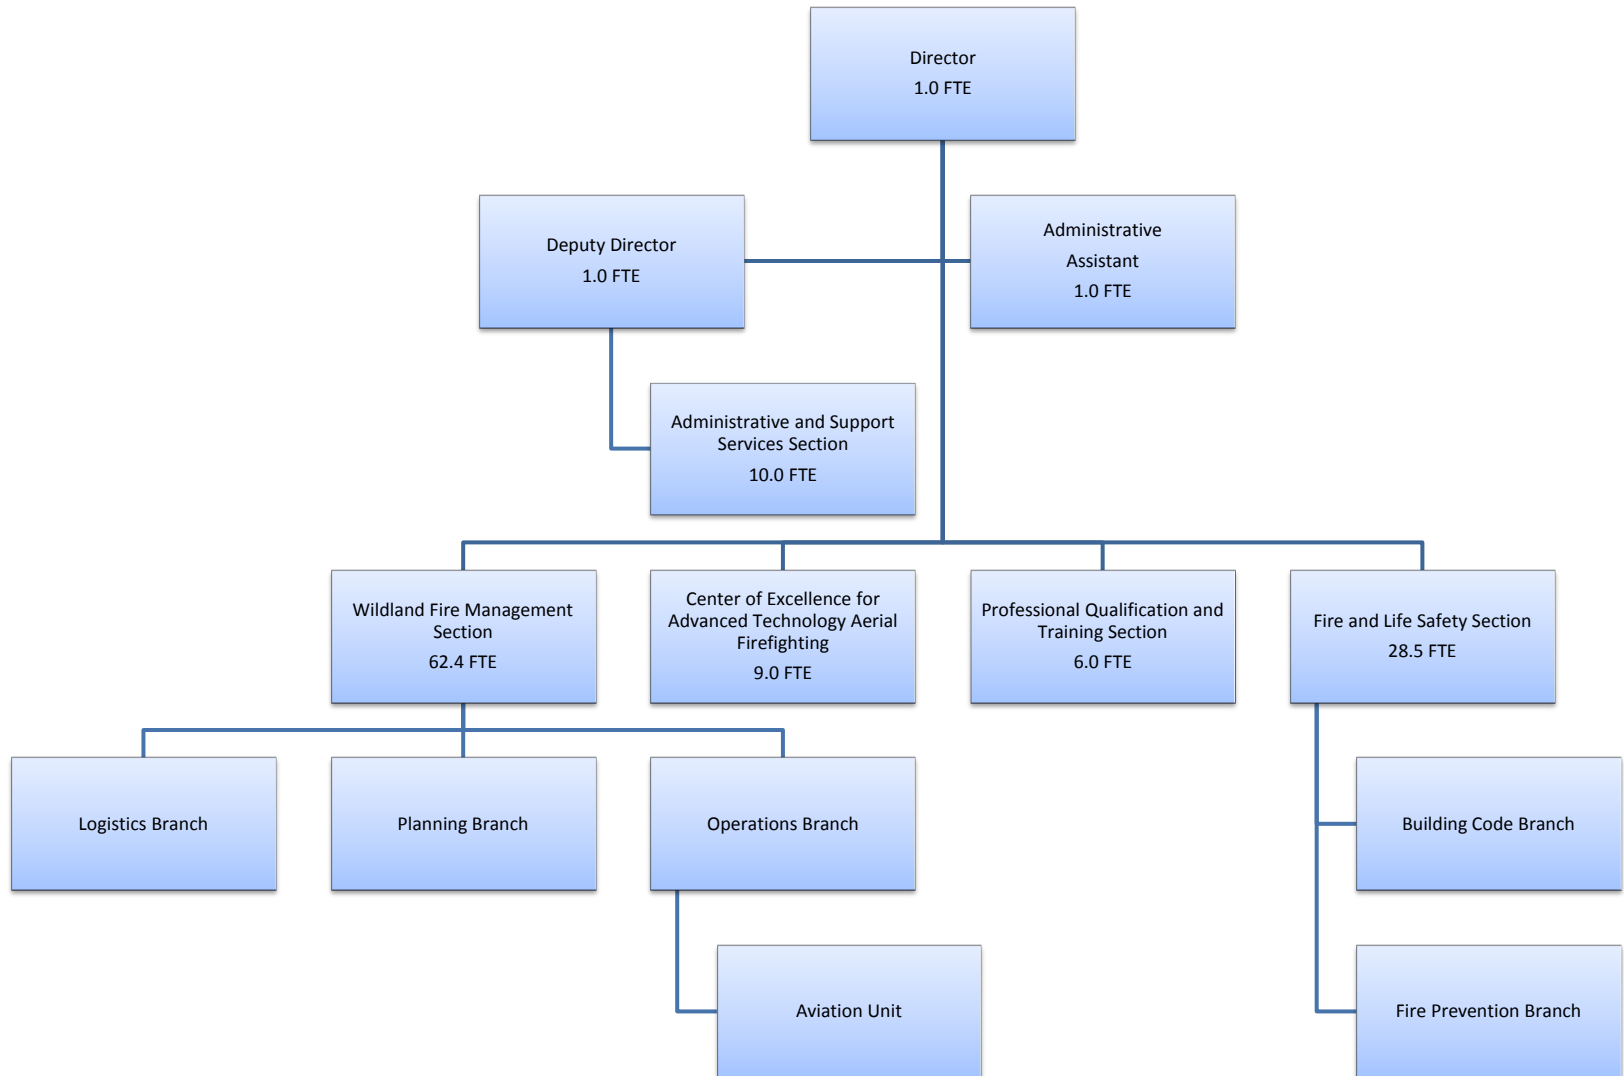 Director
1.0 FTE
Deputy Director
1.0 FTE
Administrative
Assistant
1.0 FTE
Administrative and Support
Services Section
10.0 FTE
Wildland Fire Management
Section
62.4 FTE
Center of Excellence for
Advanced Technology Aerial
Firefighting
9.0 FTE
Professional Qualification and
Training Section
6.0 FTE
Fire and Life Safety Section
28.5 FTE
Logistics Branch
Planning Branch
Operations Branch
Building Code Branch
Aviation Unit
Fire Prevention Branch